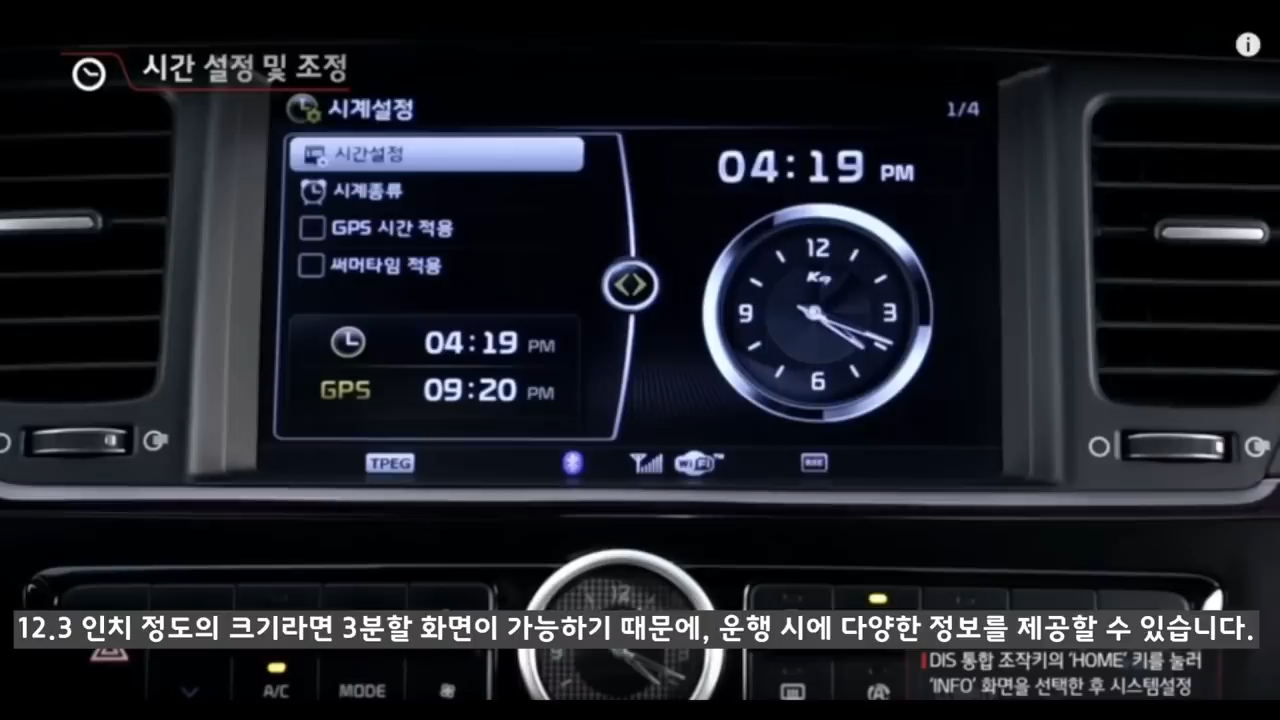 시간 설정 및 조정
시계설정
1/4
시간설정
시계종류
GPS 시간 적용
써머타임 적용
04:19 PM
GPS 09:20 PM
04:19 PM
12
K9
9
3
6
TPEG
WiFi™
RSE
12
12.3 인치 정도의 크기라면 3분할 화면이 가능하기 때문에, 운행 시에 다양한 정보를 제공할 수 있습니다.
A/C
MODE
DIS 통합 조작키의 ‘HOME’ 키를 눌러
‘INFO’ 화면을 선택한 후 시스템설정